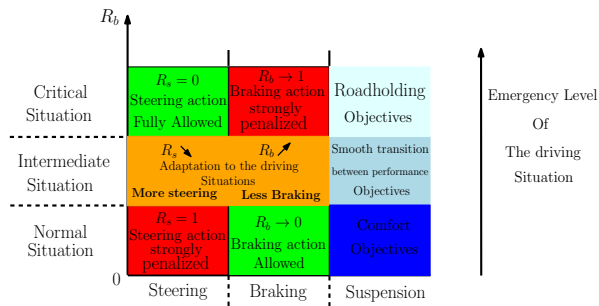 R_b
Critical
Situation
R_s = 0
Steering action
Fully Allowed
R_b → 1
Braking action
strongly
penalized
Roadholding
Objectives
Intermediate
Situation
R_s ↘
R_b ↗
Adaptation to the driving
Situations
More steering
Less Braking
Smooth transition
between performance
Objectives
Normal
Situation
R_s = 1
Steering action
strongly
penalized
R_b → 0
Braking action
Allowed
Comfort
Objectives
0
Steering
Braking
Suspension
Emergency Level
Of
The driving
Situation